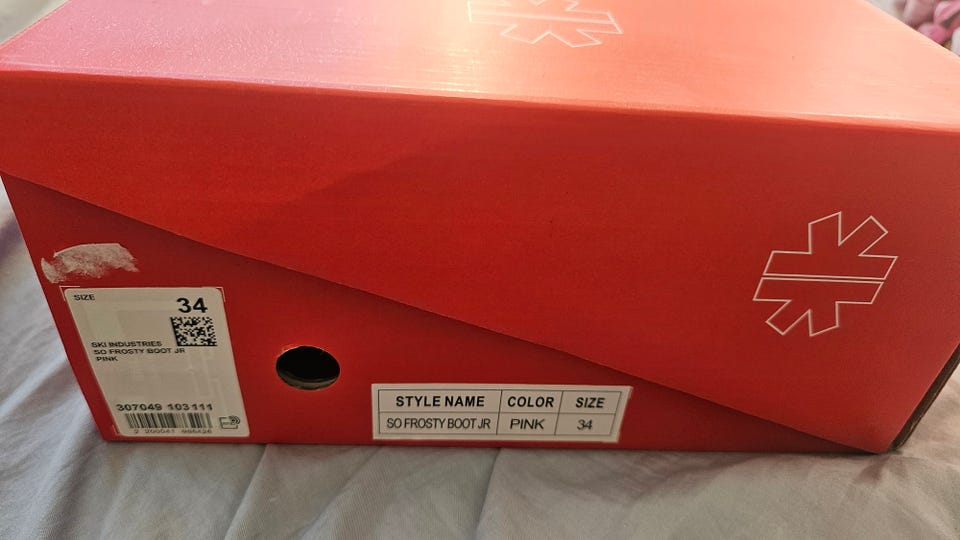 SIZE
34
SKI INDUSTRIES
SO FROSTY BOOT JR
PINK
307049 103111
STYLE NAME COLOR SIZE
SO FROSTY BOOT JR PINK 34